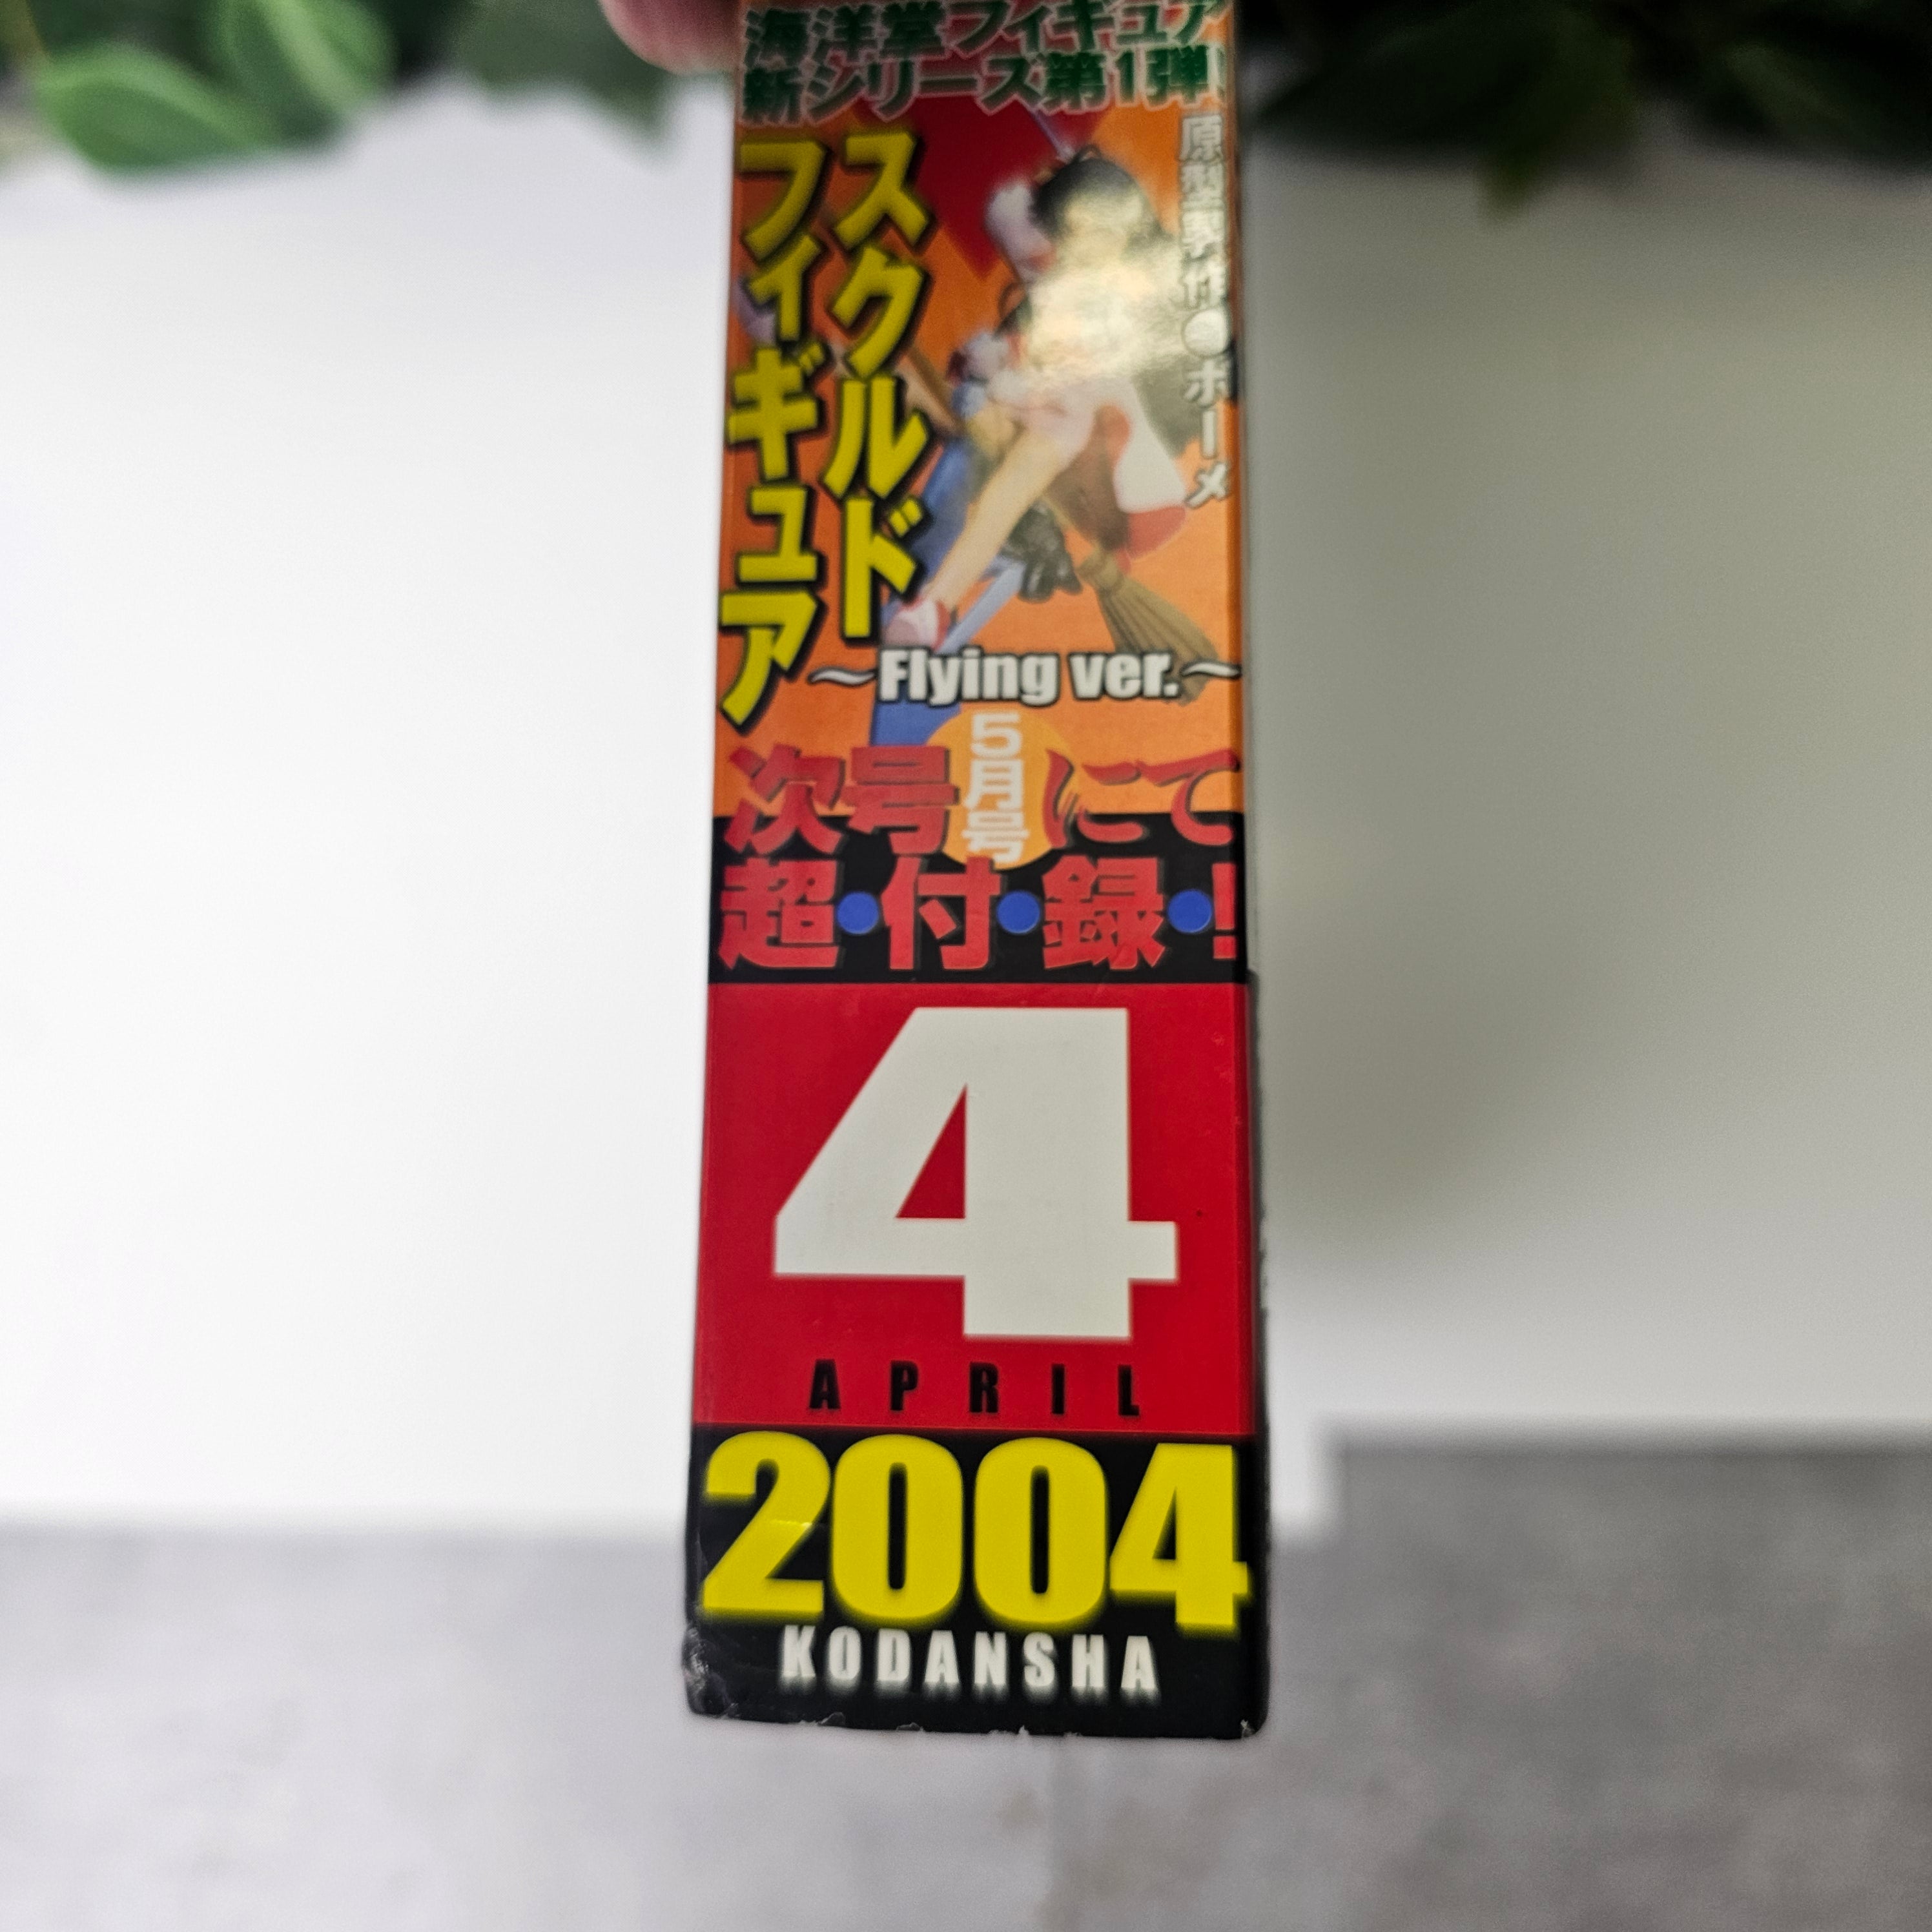 海洋堂フィギュア
新シリーズ第1弾!
原型製作●ボーメ
スクルド
フィギュア
~Flying ver.~
次号5月号にて
超・付・録・!
4
APRIL
2004
KODANSHA